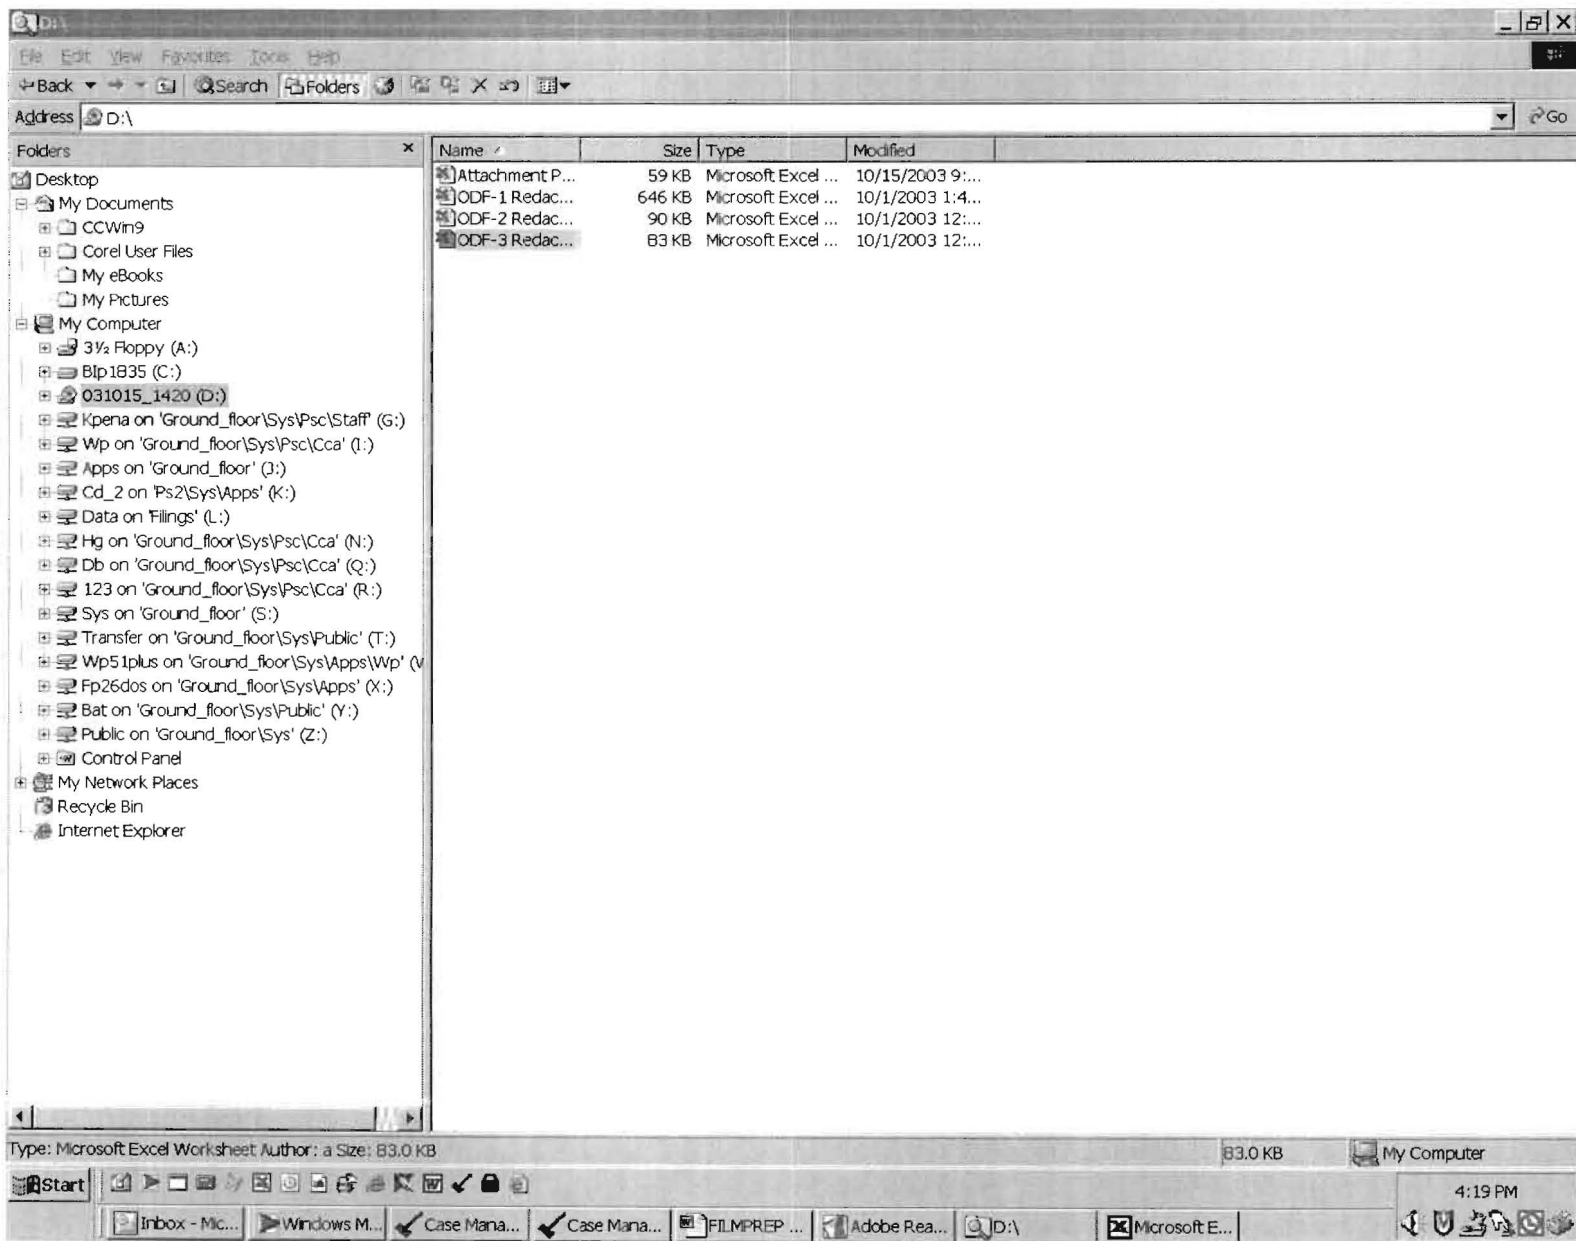 D:\
File Edit View Favorites Tools Help
Back Search Folders
Address D:\ Go
Folders
Name Size Type Modified
Attachment P... 59 KB Microsoft Excel ... 10/15/2003 9:...
ODF-1 Redac... 646 KB Microsoft Excel ... 10/1/2003 1:4...
ODF-2 Redac... 90 KB Microsoft Excel ... 10/1/2003 12:...
ODF-3 Redac... 83 KB Microsoft Excel ... 10/1/2003 12:...
Desktop
My Documents
CCWin9
Corel User Files
My eBooks
My Pictures
My Computer
3½ Floppy (A:)
BIp1835 (C:)
031015_1420 (D:)
Kpena on 'Ground_floor\Sys\Psc\Staff' (G:)
Wp on 'Ground_floor\Sys\Psc\Cca' (I:)
Apps on 'Ground_floor' (J:)
Cd_2 on 'Ps2\Sys\Apps' (K:)
Data on 'Filings' (L:)
Hg on 'Ground_floor\Sys\Psc\Cca' (N:)
Db on 'Ground_floor\Sys\Psc\Cca' (Q:)
123 on 'Ground_floor\Sys\Psc\Cca' (R:)
Sys on 'Ground_floor' (S:)
Transfer on 'Ground_floor\Sys\Public' (T:)
Wp51plus on 'Ground_floor\Sys\Apps\Wp' (V
Fp26dos on 'Ground_floor\Sys\Apps' (X:)
Bat on 'Ground_floor\Sys\Public' (Y:)
Public on 'Ground_floor\Sys' (Z:)
Control Panel
My Network Places
Recycle Bin
Internet Explorer
Type: Microsoft Excel Worksheet Author: a Size: 83.0 KB 83.0 KB My Computer
Start 4:19 PM
Inbox - Mic... Windows M... Case Mana... Case Mana... FILMPREP ... Adobe Rea... D:\ Microsoft E...